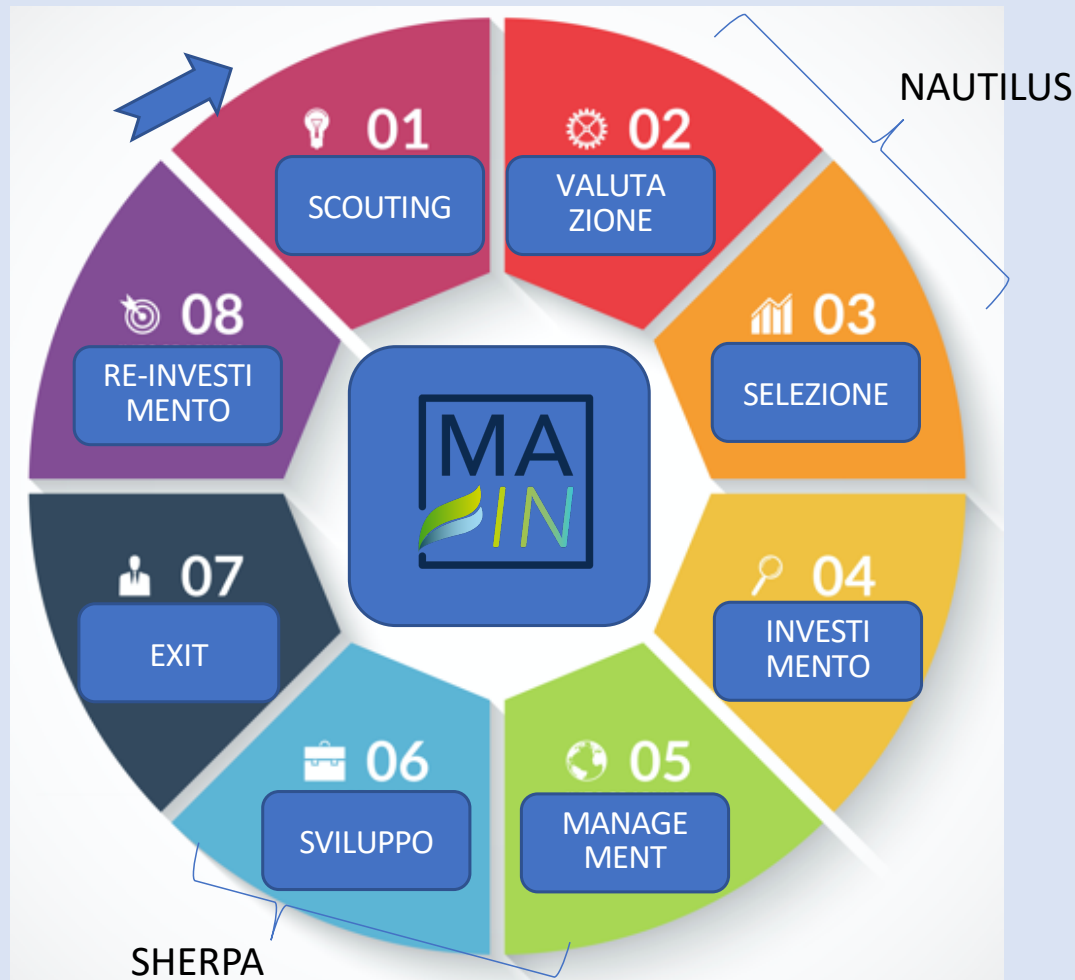 NAUTILUS
01
SCOUTING
02
VALUTA
ZIONE
03
SELEZIONE
04
INVESTI
MENTO
05
MANAGE
MENT
06
SVILUPPO
07
EXIT
08
RE-INVESTI
MENTO
MA
IN
SHERPA